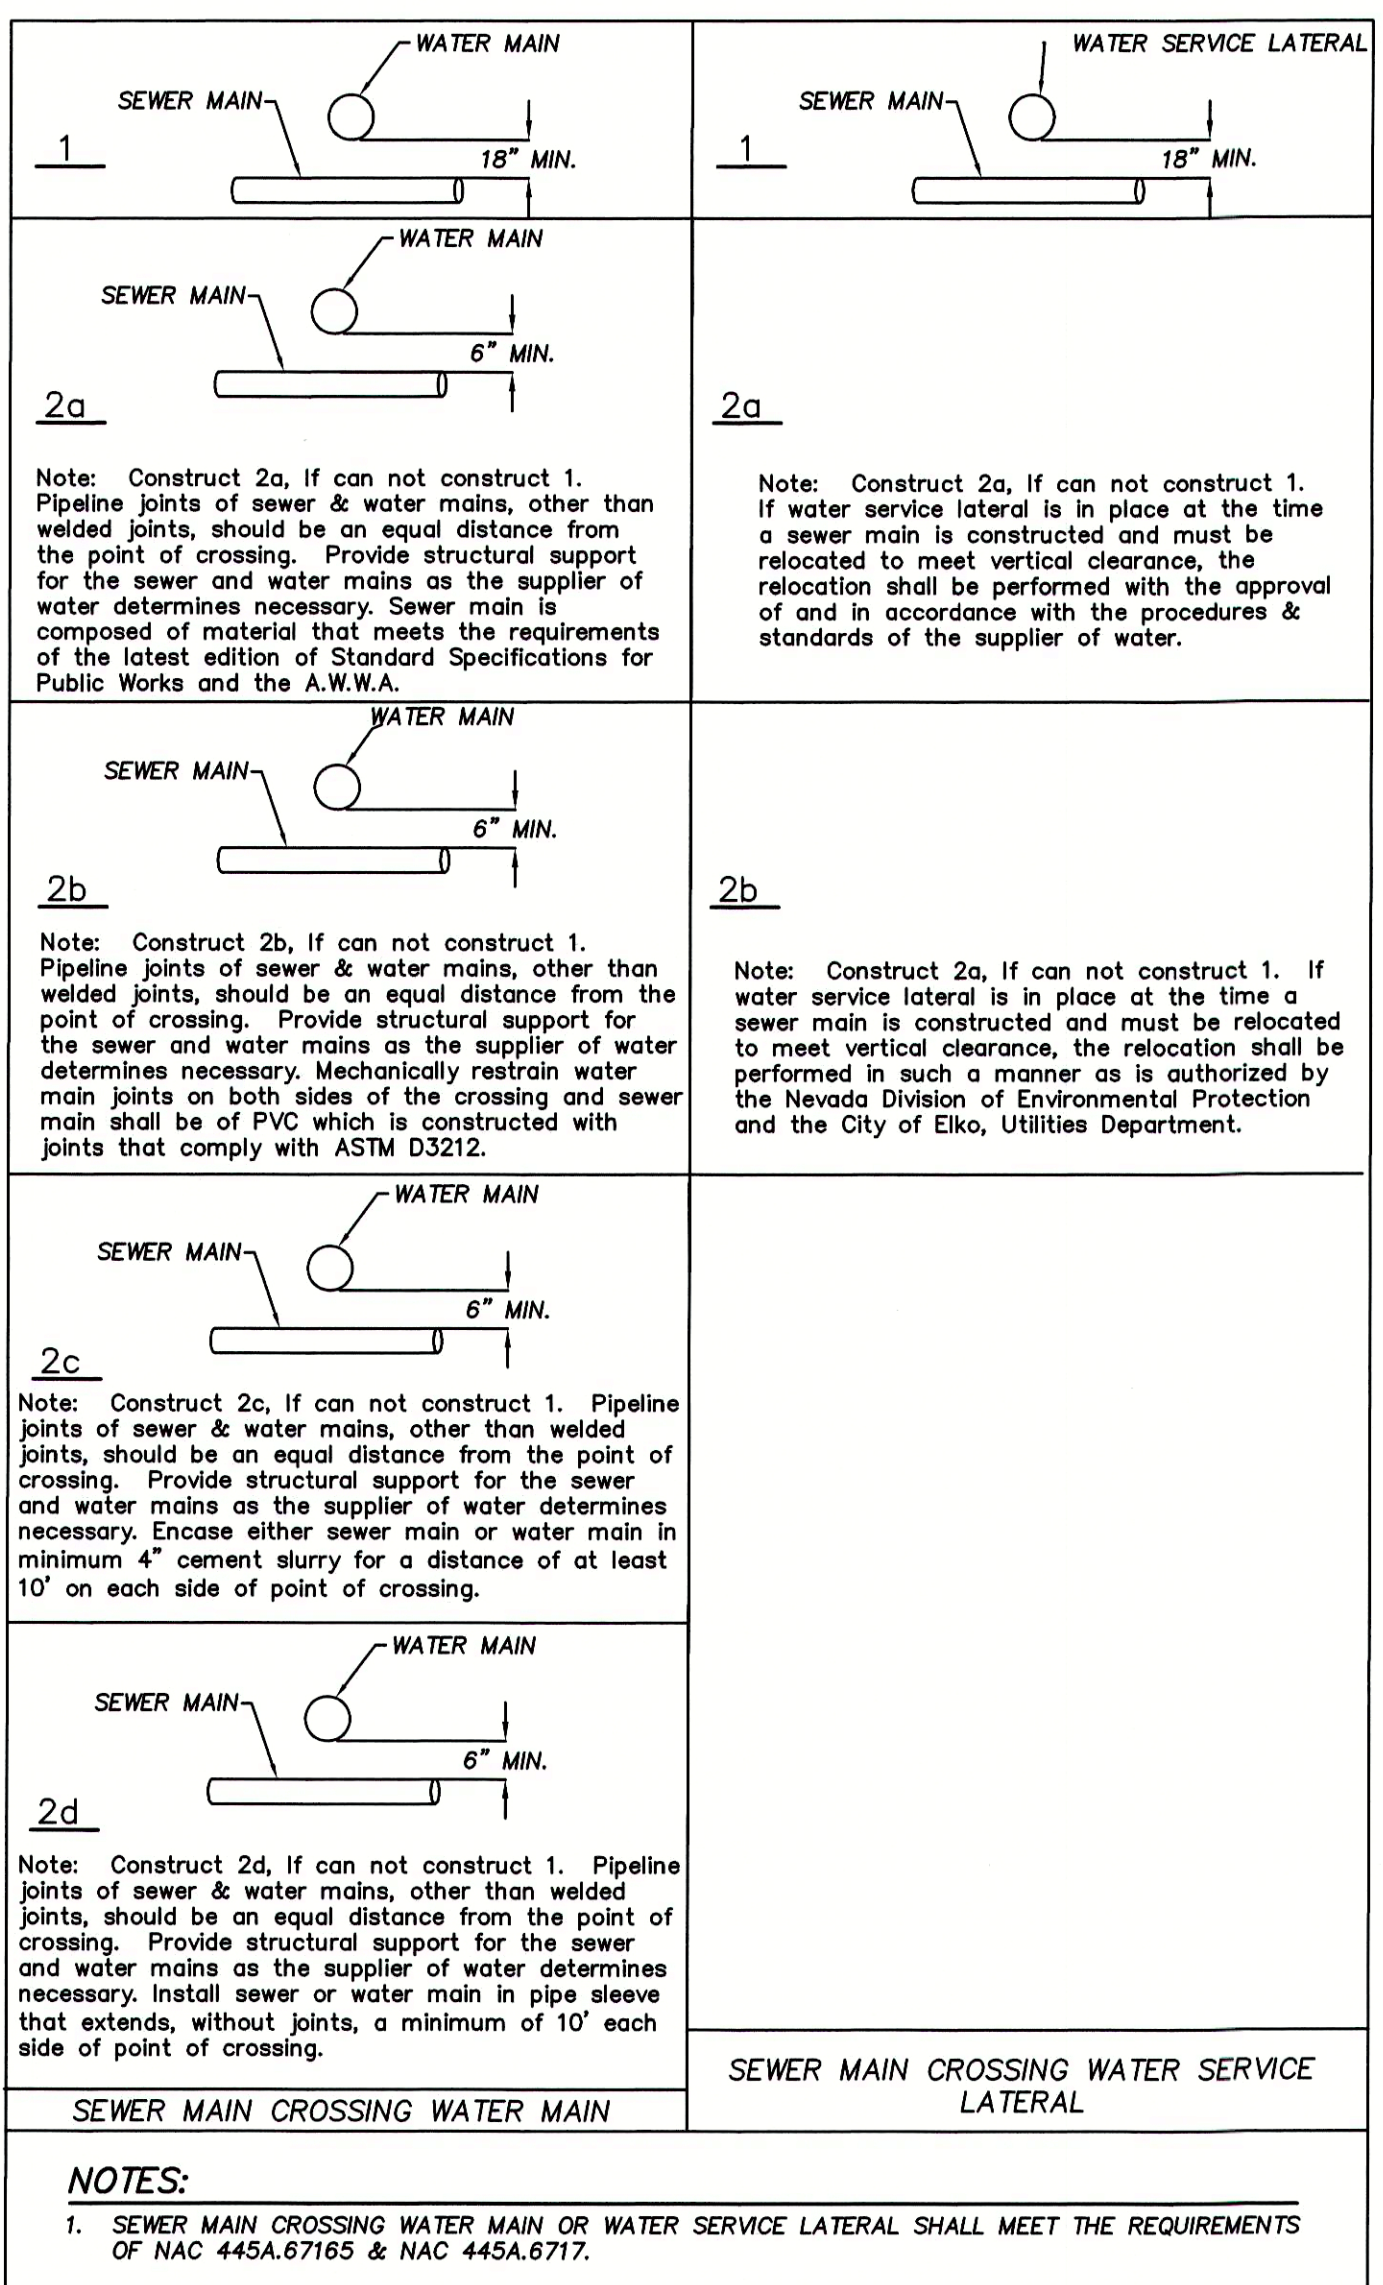 WATER MAIN
SEWER MAIN
1
18" MIN.
WATER SERVICE LATERAL
SEWER MAIN
1
18" MIN.
WATER MAIN
SEWER MAIN
6" MIN.
2a
Note: Construct 2a, If can not construct 1.
Pipeline joints of sewer & water mains, other than
welded joints, should be an equal distance from
the point of crossing. Provide structural support
for the sewer and water mains as the supplier of
water determines necessary. Sewer main is
composed of material that meets the requirements
of the latest edition of Standard Specifications for
Public Works and the A.W.W.A.
2a
Note: Construct 2a, If can not construct 1.
If water service lateral is in place at the time
a sewer main is constructed and must be
relocated to meet vertical clearance, the
relocation shall be performed with the approval
of and in accordance with the procedures &
standards of the supplier of water.
WATER MAIN
SEWER MAIN
6" MIN.
2b
Note: Construct 2b, If can not construct 1.
Pipeline joints of sewer & water mains, other than
welded joints, should be an equal distance from the
point of crossing. Provide structural support for
the sewer and water mains as the supplier of water
determines necessary. Mechanically restrain water
main joints on both sides of the crossing and sewer
main shall be of PVC which is constructed with
joints that comply with ASTM D3212.
2b
Note: Construct 2a, If can not construct 1. If
water service lateral is in place at the time a
sewer main is constructed and must be relocated
to meet vertical clearance, the relocation shall be
performed in such a manner as is authorized by
the Nevada Division of Environmental Protection
and the City of Elko, Utilities Department.
WATER MAIN
SEWER MAIN
6" MIN.
2c
Note: Construct 2c, If can not construct 1. Pipeline
joints of sewer & water mains, other than welded
joints, should be an equal distance from the point of
crossing. Provide structural support for the sewer
and water mains as the supplier of water determines
necessary. Encase either sewer main or water main in
minimum 4" cement slurry for a distance of at least
10' on each side of point of crossing.
WATER MAIN
SEWER MAIN
6" MIN.
2d
Note: Construct 2d, If can not construct 1. Pipeline
joints of sewer & water mains, other than welded
joints, should be an equal distance from the point of
crossing. Provide structural support for the sewer
and water mains as the supplier of water determines
necessary. Install sewer or water main in pipe sleeve
that extends, without joints, a minimum of 10' each
side of point of crossing.
SEWER MAIN CROSSING WATER MAIN
SEWER MAIN CROSSING WATER SERVICE
LATERAL
NOTES:
1. SEWER MAIN CROSSING WATER MAIN OR WATER SERVICE LATERAL SHALL MEET THE REQUIREMENTS
OF NAC 445A.67165 & NAC 445A.6717.